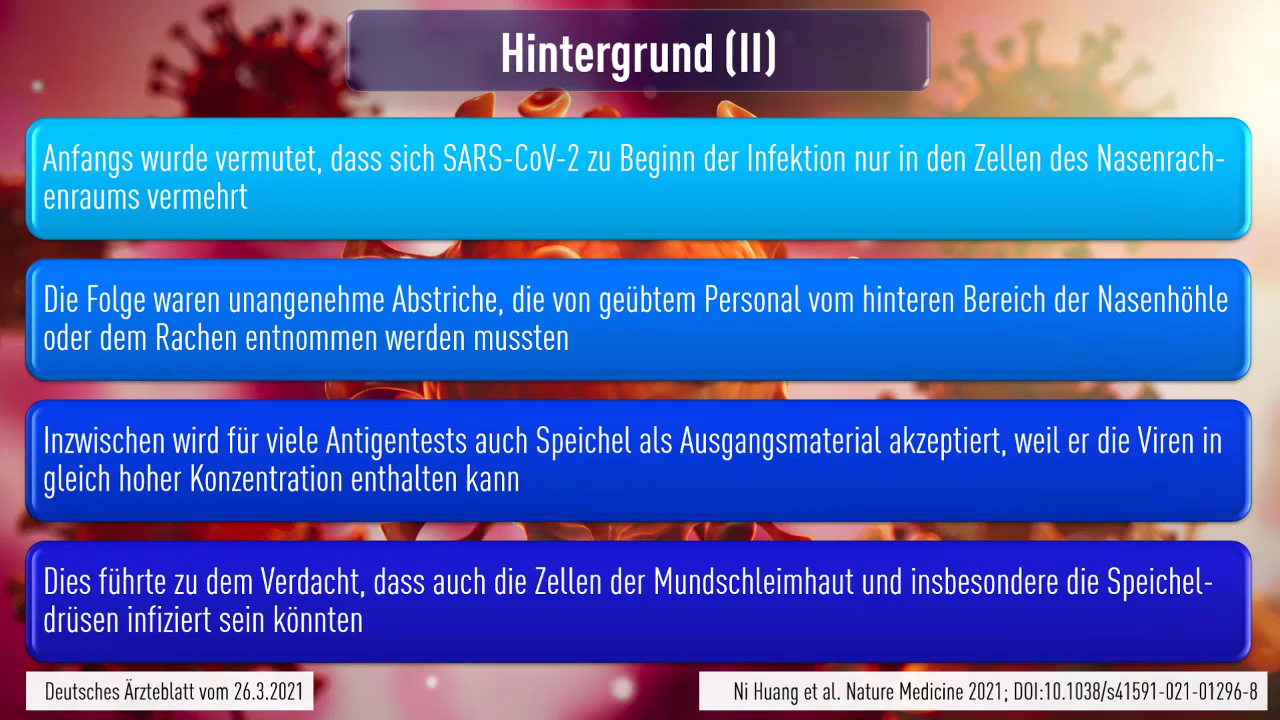 Hintergrund (II)
Anfangs wurde vermutet, dass sich SARS-CoV-2 zu Beginn der Infektion nur in den Zellen des Nasenrach-
enraums vermehrt
Die Folge waren unangenehme Abstriche, die von geübtem Personal vom hinteren Bereich der Nasenhöhle
oder dem Rachen entnommen werden mussten
Inzwischen wird für viele Antigentests auch Speichel als Ausgangsmaterial akzeptiert, weil er die Viren in
gleich hoher Konzentration enthalten kann
Dies führte zu dem Verdacht, dass auch die Zellen der Mundschleimhaut und insbesondere die Speichel-
drüsen infiziert sein könnten
Deutsches Ärzteblatt vom 26.3.2021
Ni Huang et al. Nature Medicine 2021; DOI:10.1038/s41591-021-01296-8